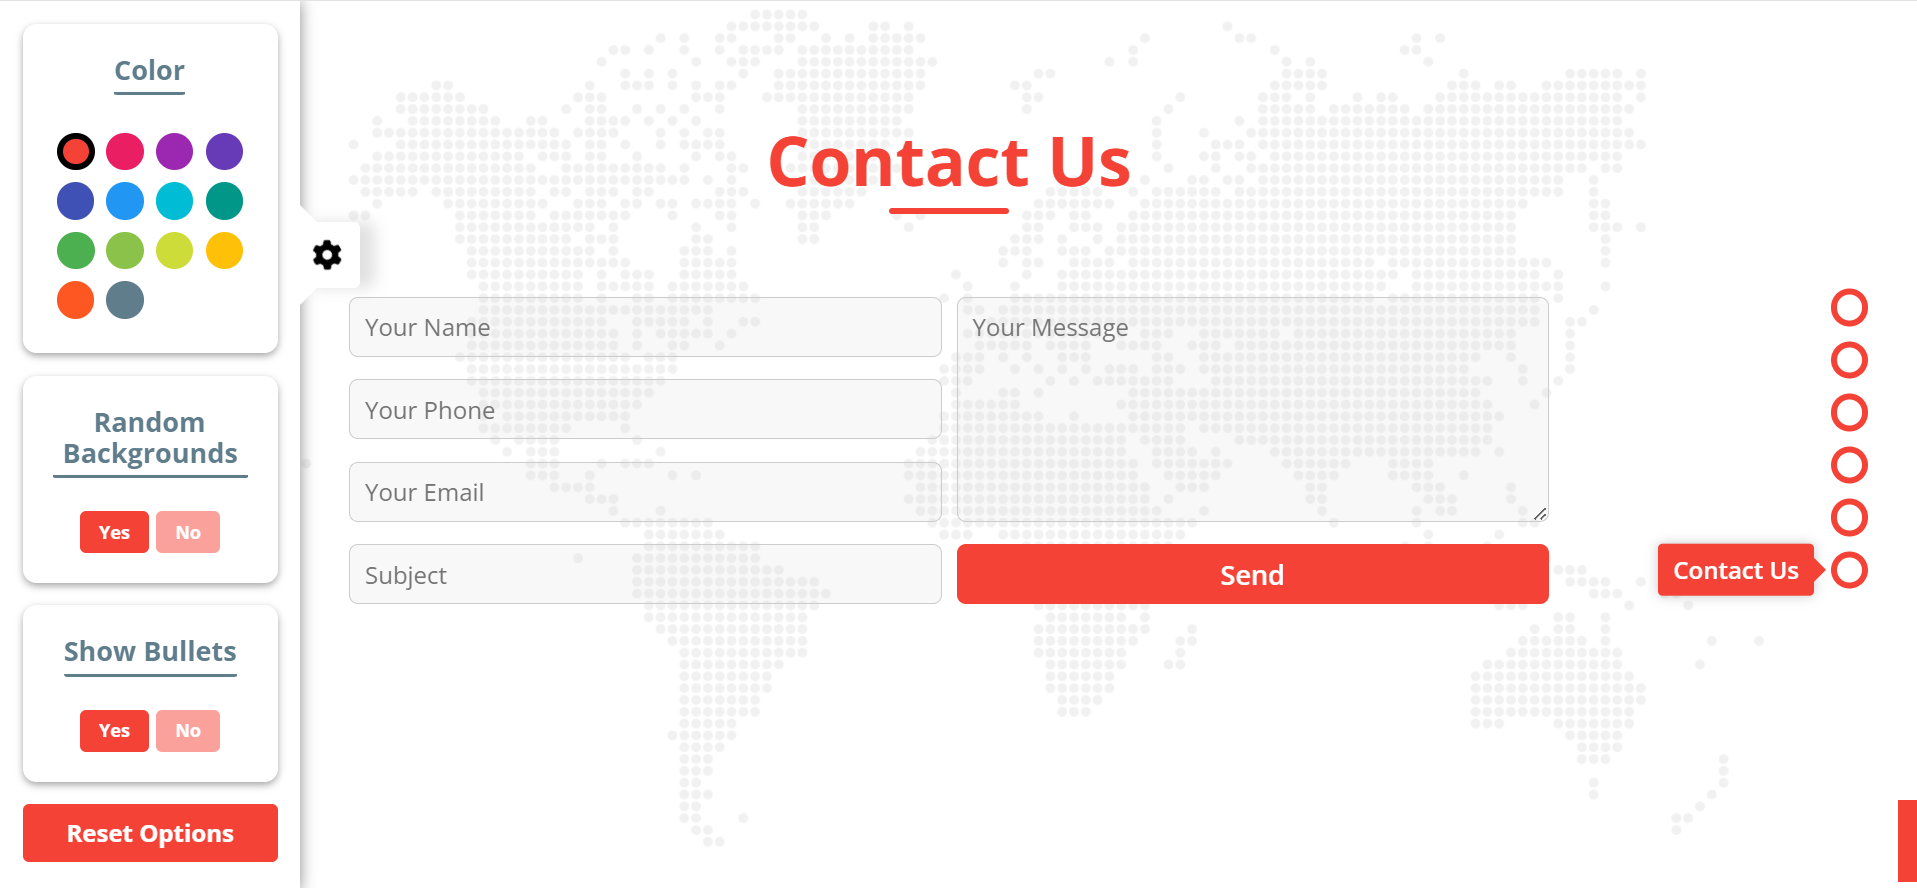 Color
Random
Backgrounds
Yes No
Show Bullets
Yes No
Reset Options
Contact Us
Your Name
Your Phone
Your Email
Subject
Your Message
Send
Contact Us